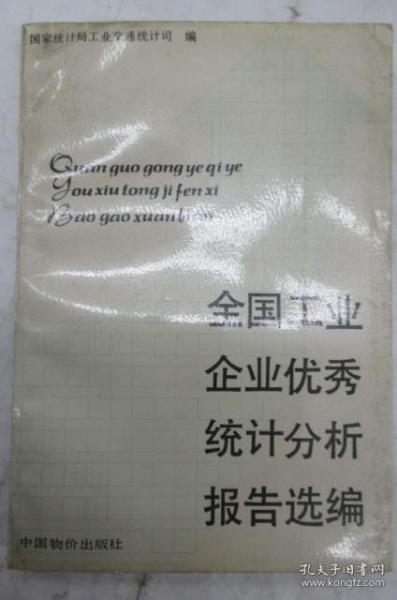 国家统计局工业交通统计司 编
Quan guo gong ye qi ye
You xiu tong ji fen xi
Bao gao xuan bian
全国工业
企业优秀
统计分析
报告选编
中国物价出版社
孔夫子旧书网
www.kongfz.com